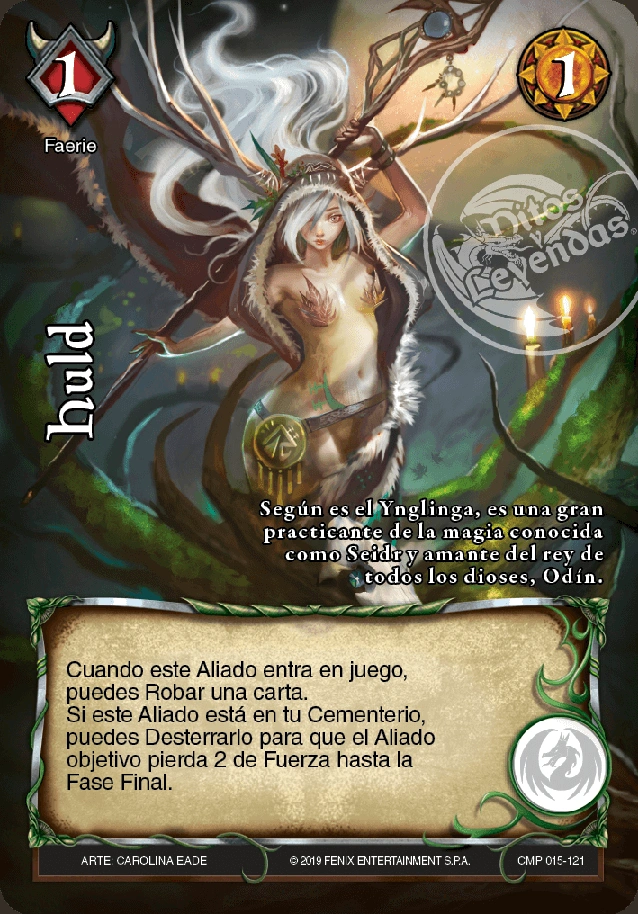 1
1
Faerie
Mitos
y
Leyendas®
huld
Según es el Ynglinga, es una gran
practicante de la magia conocida
como Seidr y amante del rey de
todos los dioses, Odín.
Cuando este Aliado entra en juego,
puedes Robar una carta.
Si este Aliado está en tu Cementerio,
puedes Desterrarlo para que el Aliado
objetivo pierda 2 de Fuerza hasta la
Fase Final.
ARTE: CAROLINA EADE © 2019 FENIX ENTERTAINMENT S.P.A. CMP 015-121